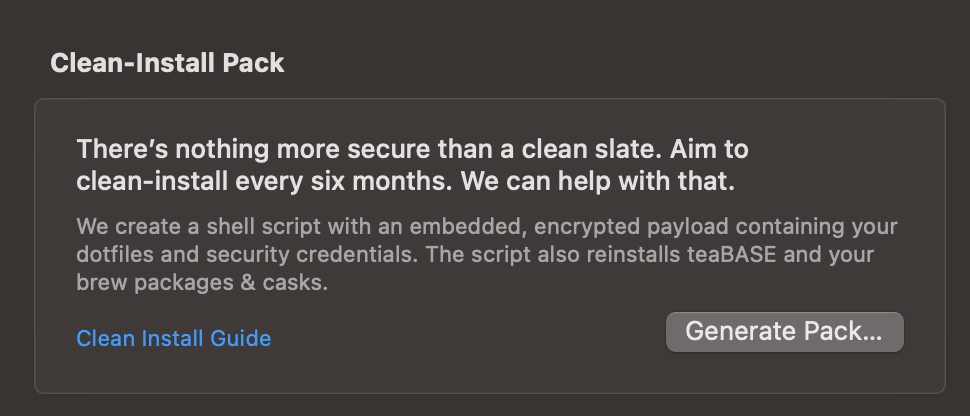 Clean-Install Pack
There’s nothing more secure than a clean slate. Aim to
clean-install every six months. We can help with that.
We create a shell script with an embedded, encrypted payload containing your
dotfiles and security credentials. The script also reinstalls teaBASE and your
brew packages & casks.
Clean Install Guide
Generate Pack...